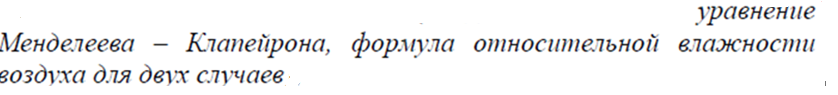 уравнение
Менделеева – Клапейрона, формула относительной влажности
воздуха для двух случаев